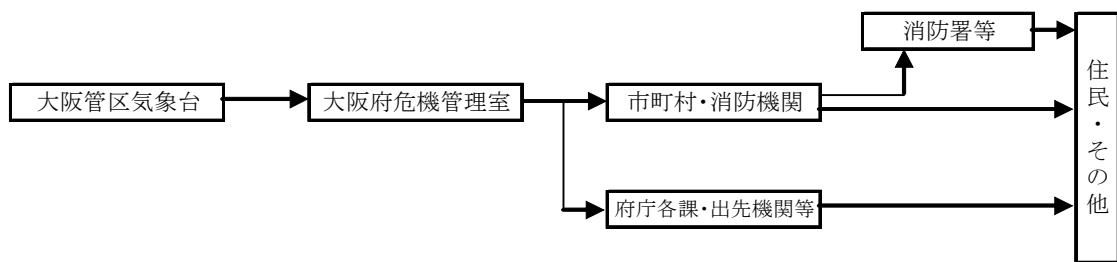 消防署等
大阪管区気象台
大阪府危機管理室
市町村・消防機関
府庁各課・出先機関等
住民・その他